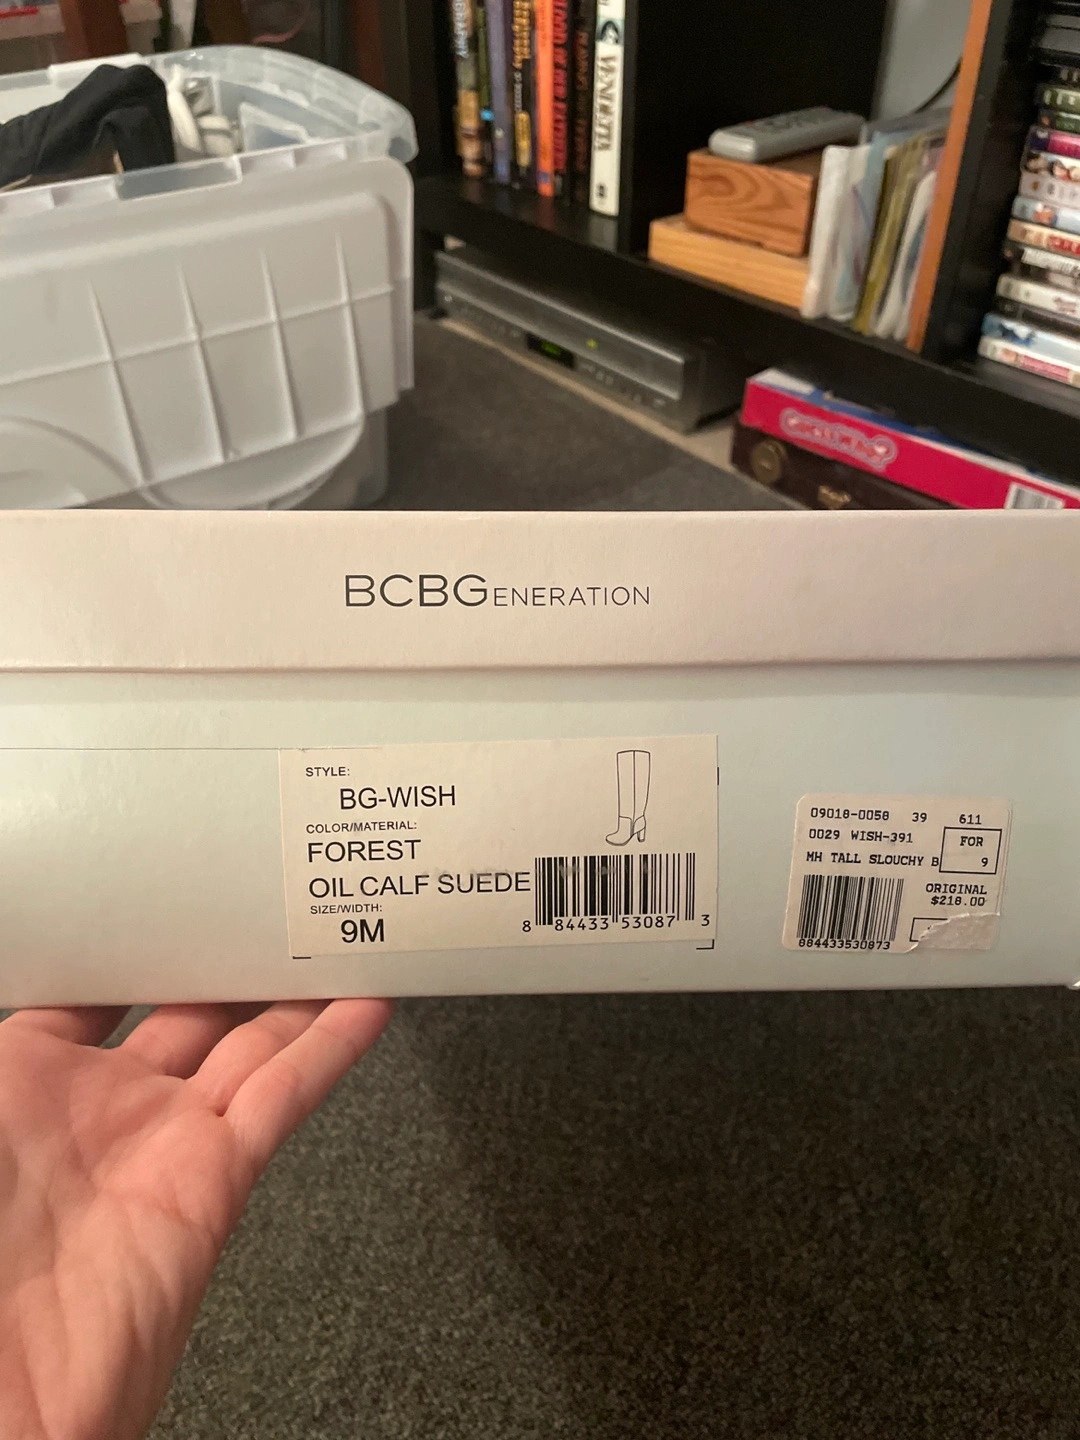 VENDETTA
BCBGENERATION
STYLE:
BG-WISH
COLOR/MATERIAL:
FOREST
OIL CALF SUEDE
SIZE/WIDTH:
9M
8 84433 53087 3
09018-0058 39 611
0029 WISH-391
FOR
MH TALL SLOUCHY B
9
ORIGINAL
$218.00
884433530873